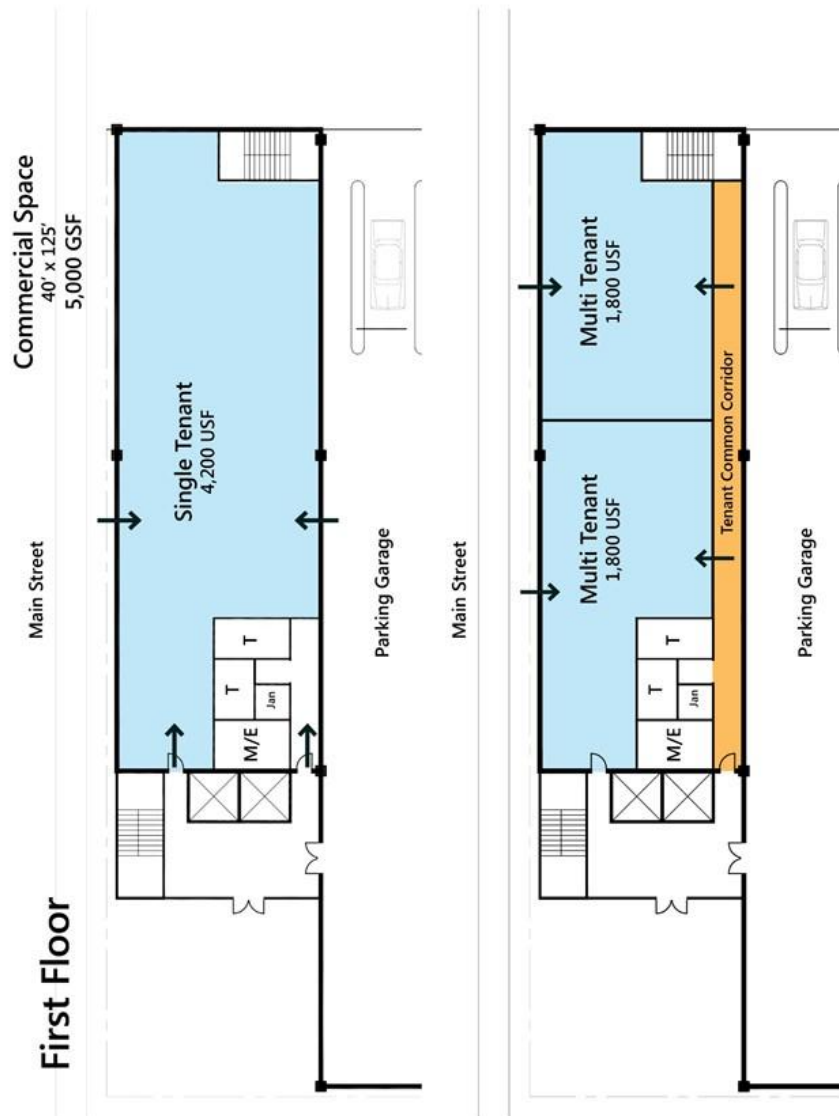 First Floor
Commercial Space
40' x 125'
5,000 GSF
Main Street
Single Tenant
4,200 USF
M/E
T
Jan
T
Parking Garage
Main Street
Multi Tenant
1,800 USF
Multi Tenant
1,800 USF
M/E
T
Jan
T
Tenant Common Corridor
Parking Garage